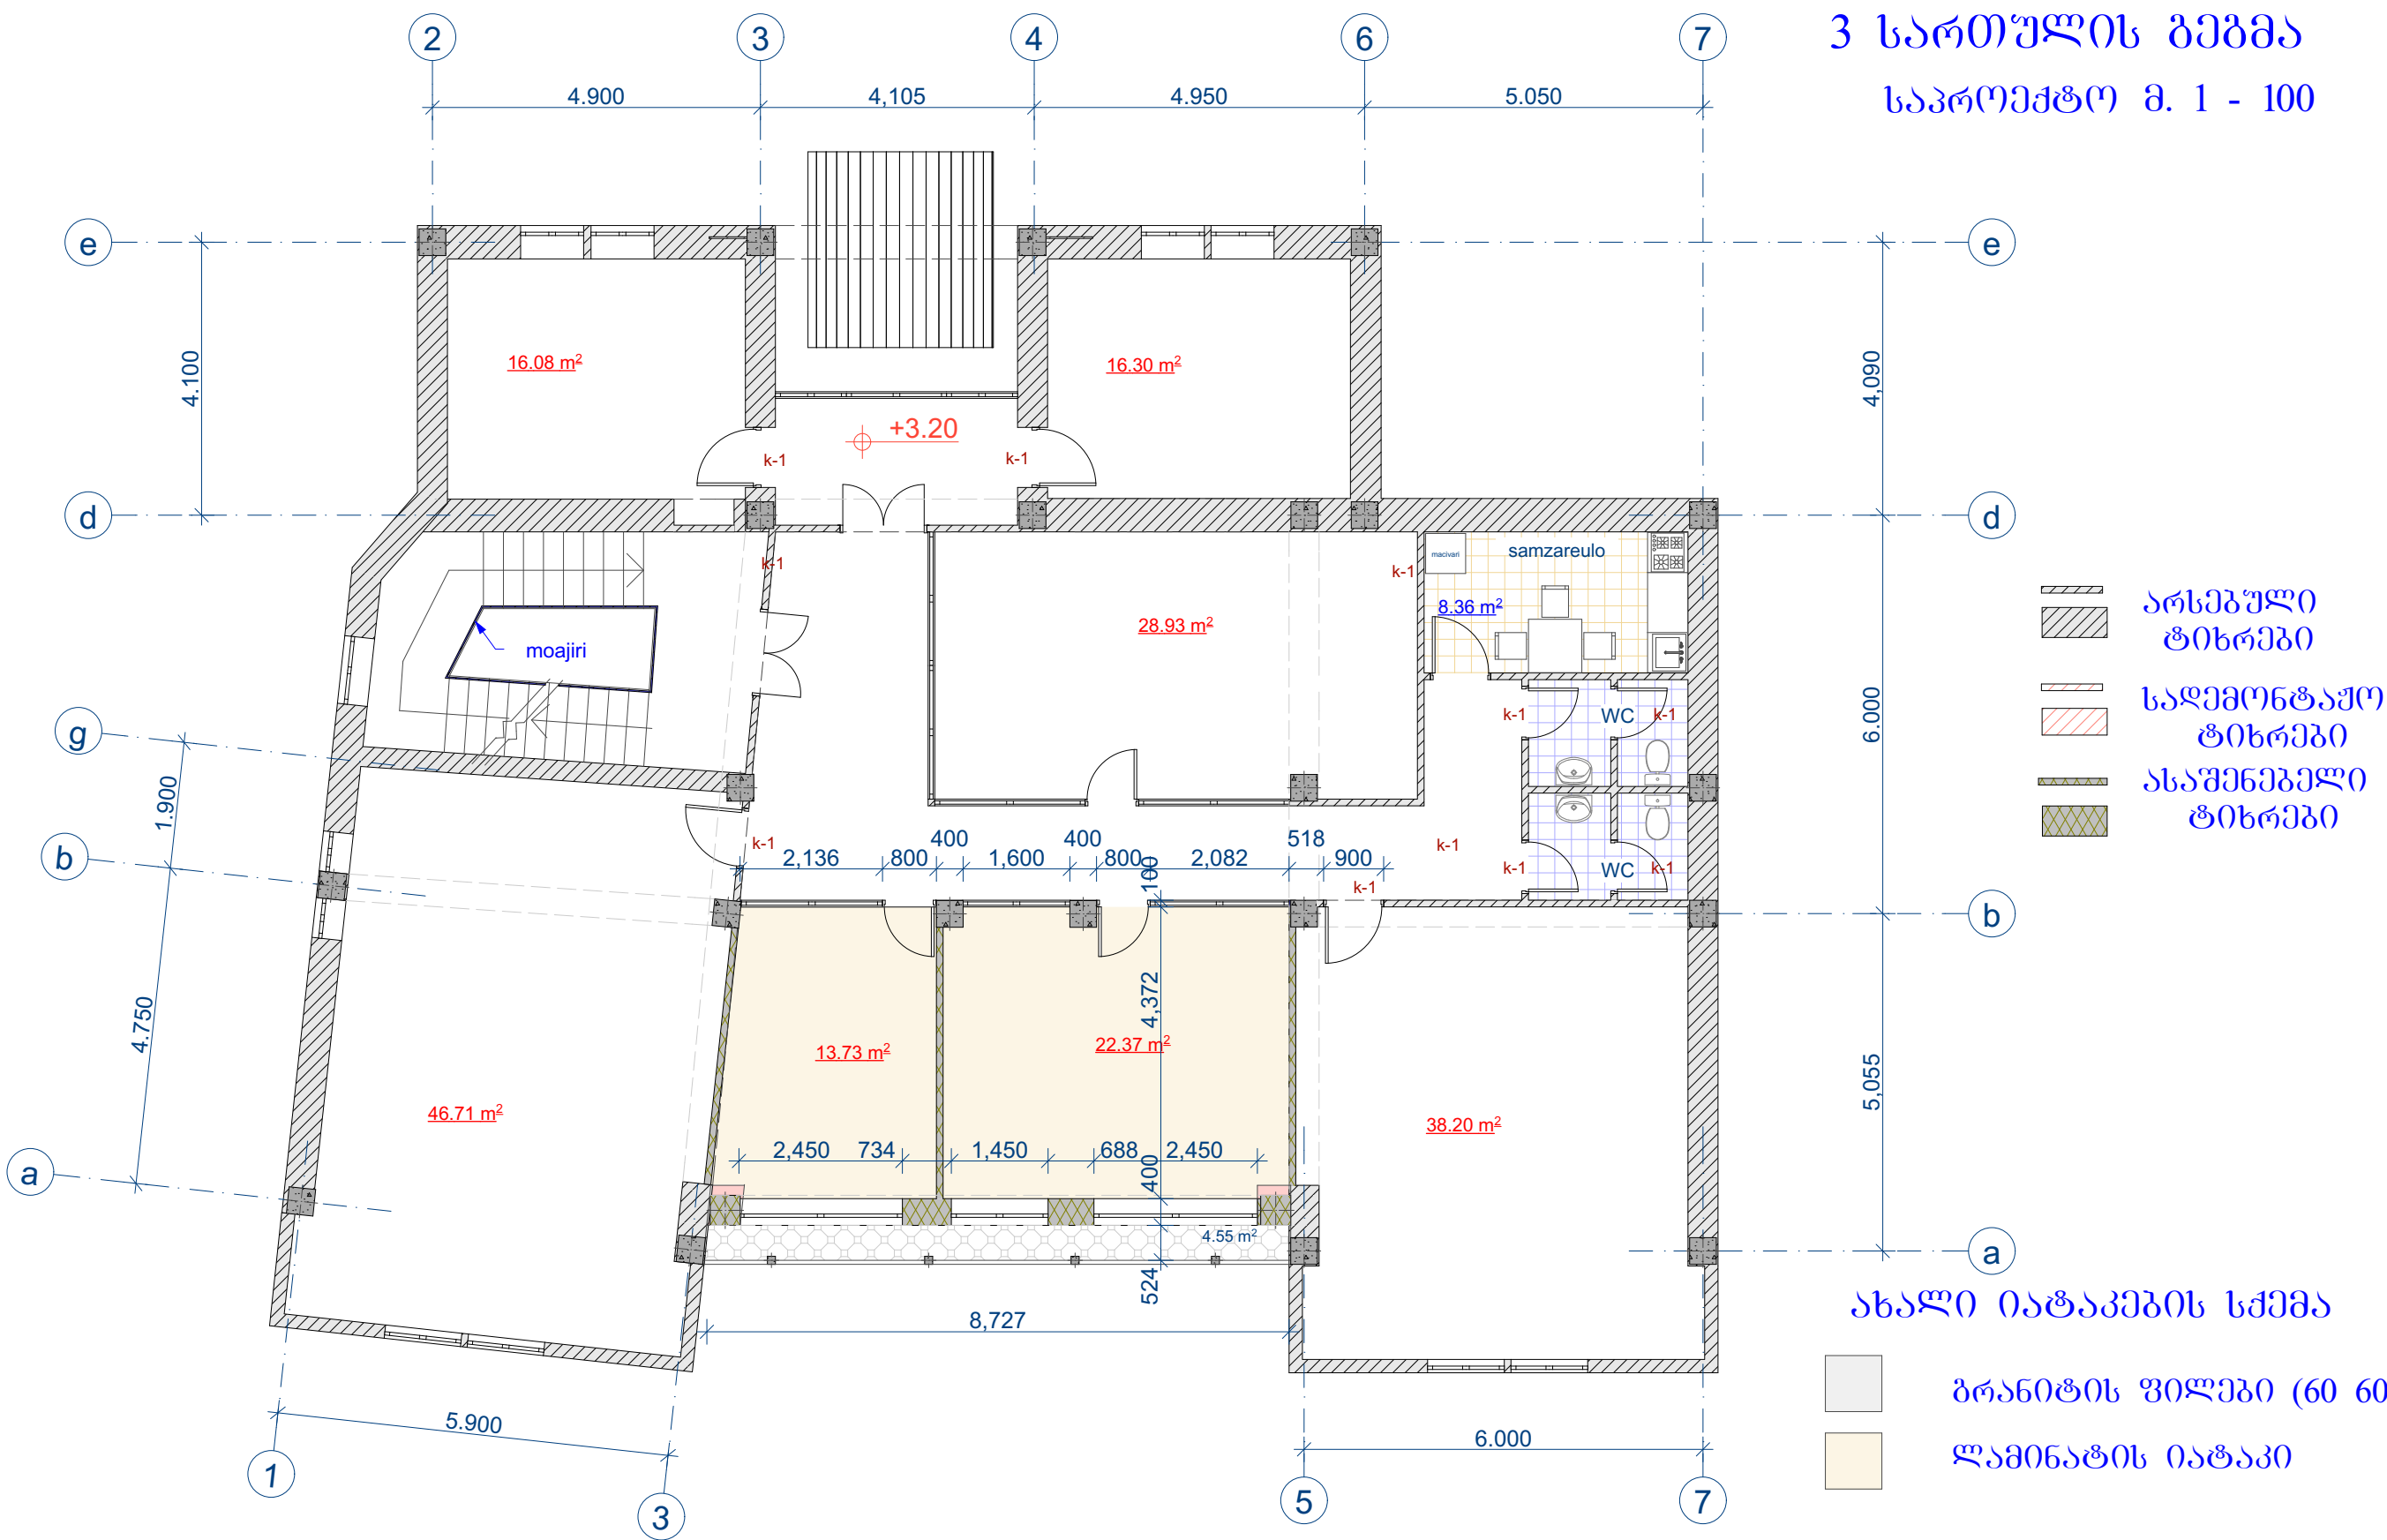 3 სართულის გეგმა
საპროექტო მ. 1 - 100
2
3
4
6
7
4.900
4,105
4.950
5.050
e
e
4.100
4,090
16.08 m²
16.30 m²
+3.20
k-1
k-1
d
d
k-1
k-1
macivari
samzareulo
8.36 m²
28.93 m²
moajiri
არსებული
ტიხრები
სადემონტაჟო
ტიხრები
ასაშენებელი
ტიხრები
6.000
k-1
WC
k-1
g
1.900
b
k-1
400
400
518
2,136
800
1,600
800
2,082
900
100
k-1
k-1
k-1
WC
k-1
b
4.750
4,372
13.73 m²
22.37 m²
5,055
46.71 m²
38.20 m²
2,450
734
1,450
688
2,450
400
a
4.55 m²
a
524
8,727
ახალი იატაკების სქემა
გრანიტის ფილები (60 60
ლამინატის იატაკი
5.900
6.000
1
3
5
7